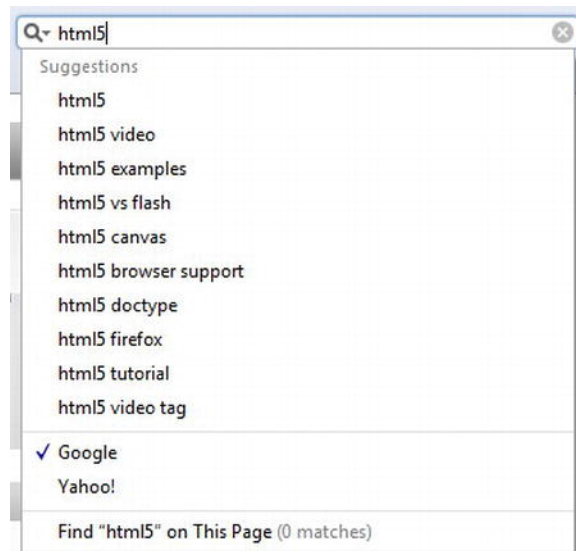 html5
Suggestions
html5
html5 video
html5 examples
html5 vs flash
html5 canvas
html5 browser support
html5 doctype
html5 firefox
html5 tutorial
html5 video tag
✓ Google
Yahoo!
Find "html5" on This Page (0 matches)